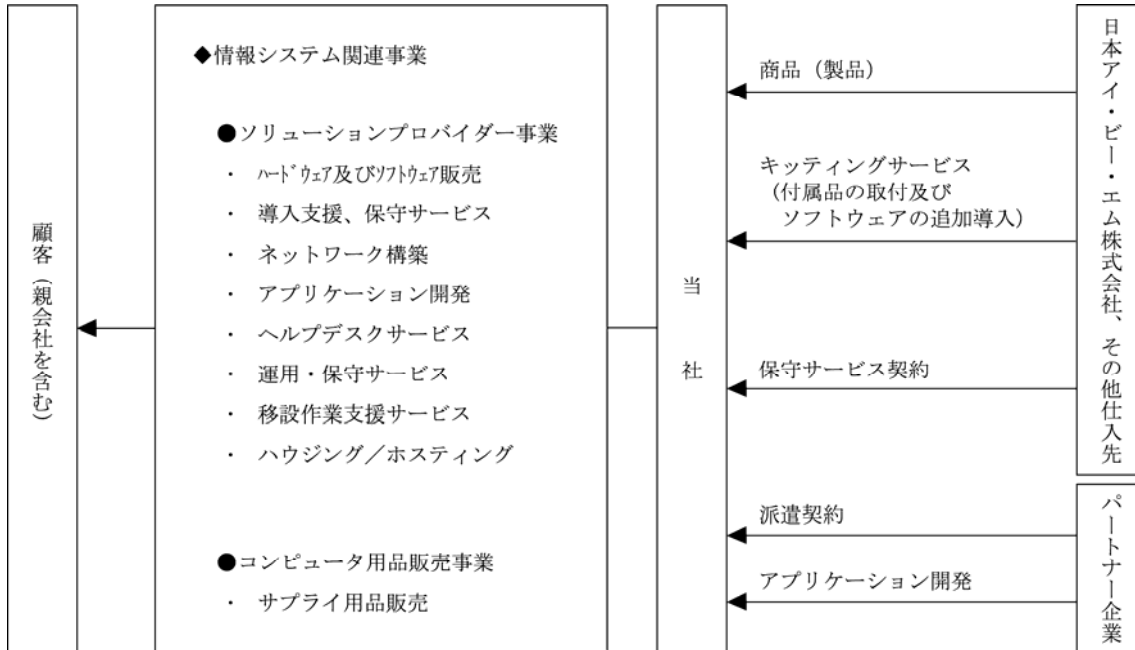 顧客(親会社を含む)
◆情報システム関連事業
●ソリューションプロバイダー事業
・ ﾊｰﾄﾞｳｪｱ及びｿﾌﾄｳｪｱ販売
・ 導入支援、保守サービス
・ ネットワーク構築
・ アプリケーション開発
・ ヘルプデスクサービス
・ 運用・保守サービス
・ 移設作業支援サービス
・ ハウジング／ホスティング
●コンピュータ用品販売事業
・ サプライ用品販売
当社
商品（製品）
キッティングサービス
（付属品の取付及び
ソフトウェアの追加導入）
保守サービス契約
派遣契約
アプリケーション開発
日本アイ・ビー・エム株式会社、その他仕入先
パートナー企業